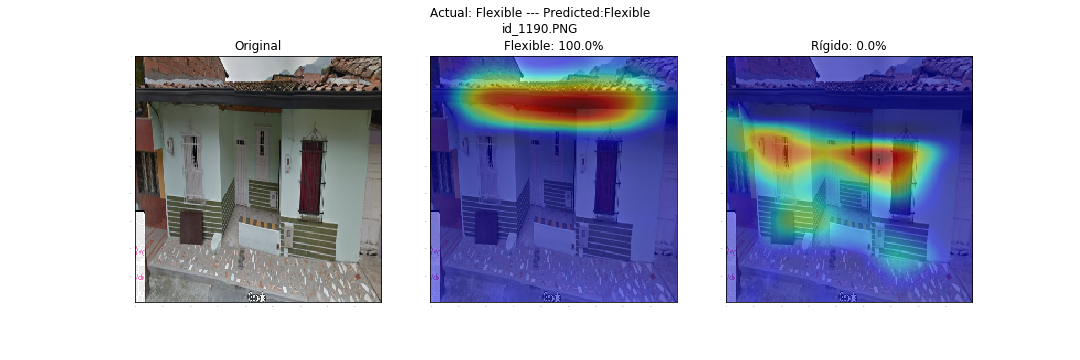 Actual: Flexible --- Predicted:Flexible
id_1190.PNG
Original
Flexible: 100.0%
Rígido: 0.0%